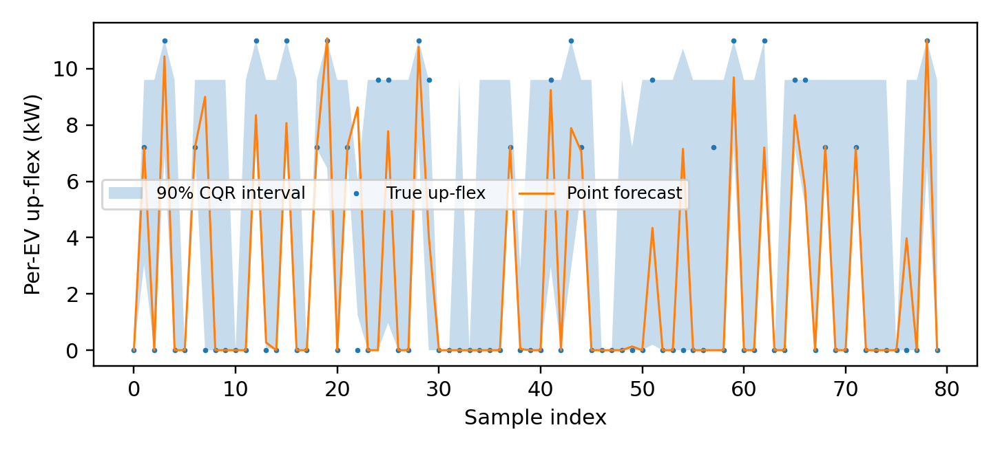 Per-EV up-flex (kW)
10
8
6
4
2
0
90% CQR interval True up-flex Point forecast
0 10 20 30 40 50 60 70 80
Sample index